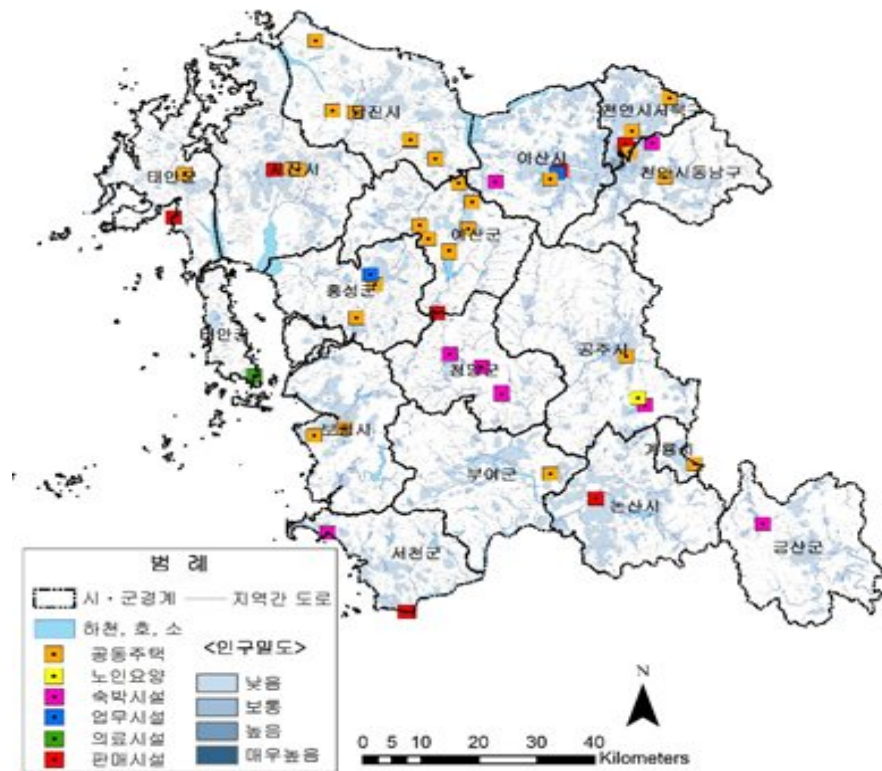 천안시서북
당진시
아산시
태안군
서산시
천안시동남구
예산군
홍성군
태안군
공주시
청양군
보령시
계룡시
부여군
논산시
서천군
금산군
범 례
시・군경계
지역간 도로
하천, 호, 소
<인구밀도>
공동주택
노인요양
숙박시설
업무시설
의료시설
판매시설
낮음
보통
높음
매우높음
N
0 5 10 20 30 40
Kilometers